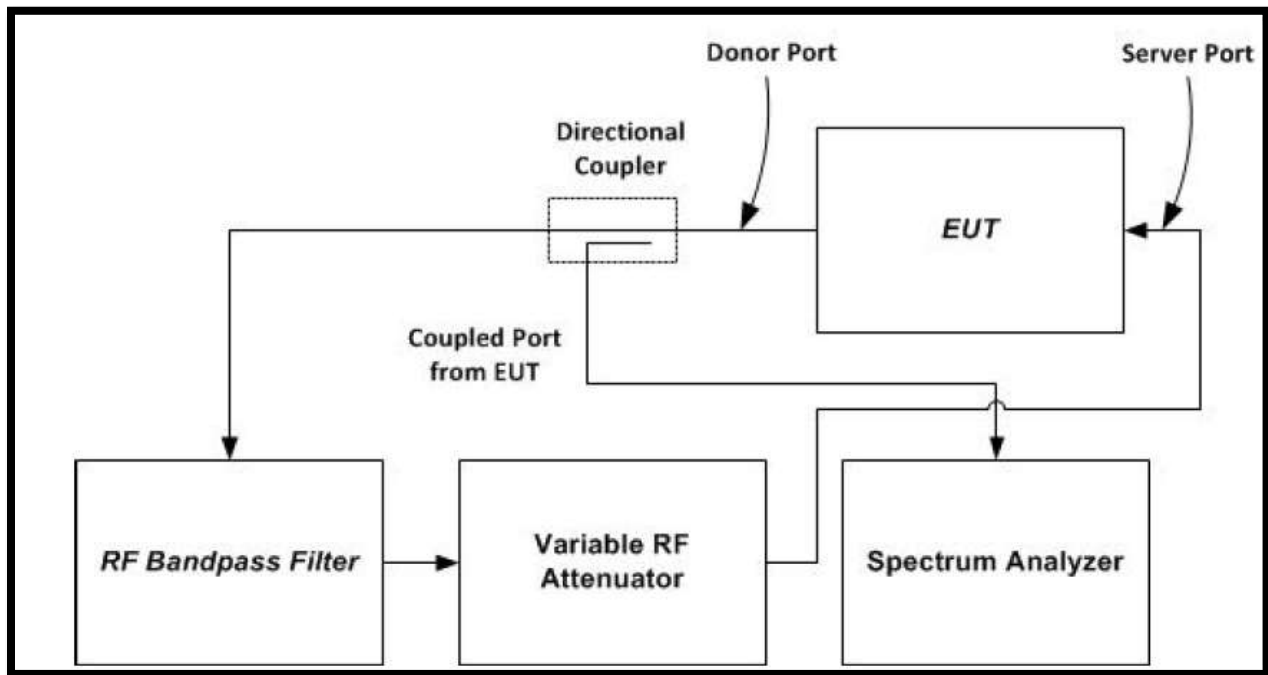 Donor Port
Server Port
Directional
Coupler
EUT
Coupled Port
from EUT
RF Bandpass Filter
Variable RF
Attenuator
Spectrum Analyzer